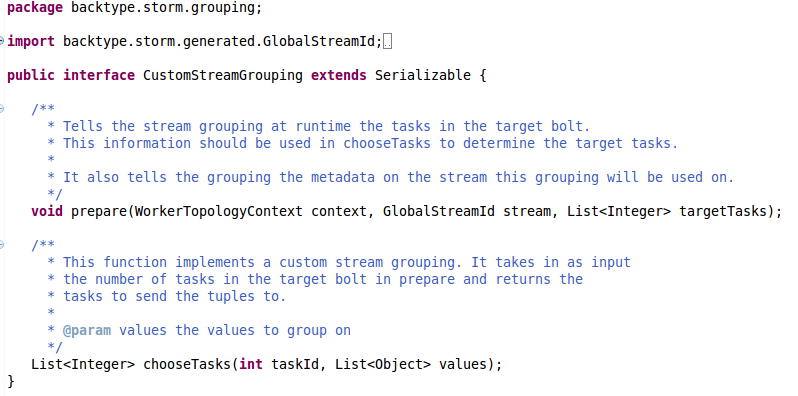 package backtype.storm.grouping;
import backtype.storm.generated.GlobalStreamId;
public interface CustomStreamGrouping extends Serializable {
/**
* Tells the stream grouping at runtime the tasks in the target bolt.
* This information should be used in chooseTasks to determine the target tasks.
*
* It also tells the grouping the metadata on the stream this grouping will be used on.
*/
void prepare(WorkerTopologyContext context, GlobalStreamId stream, List<Integer> targetTasks);
/**
* This function implements a custom stream grouping. It takes in as input
* the number of tasks in the target bolt in prepare and returns the
* tasks to send the tuples to.
*
* @param values the values to group on
*/
List<Integer> chooseTasks(int taskId, List<Object> values);
}